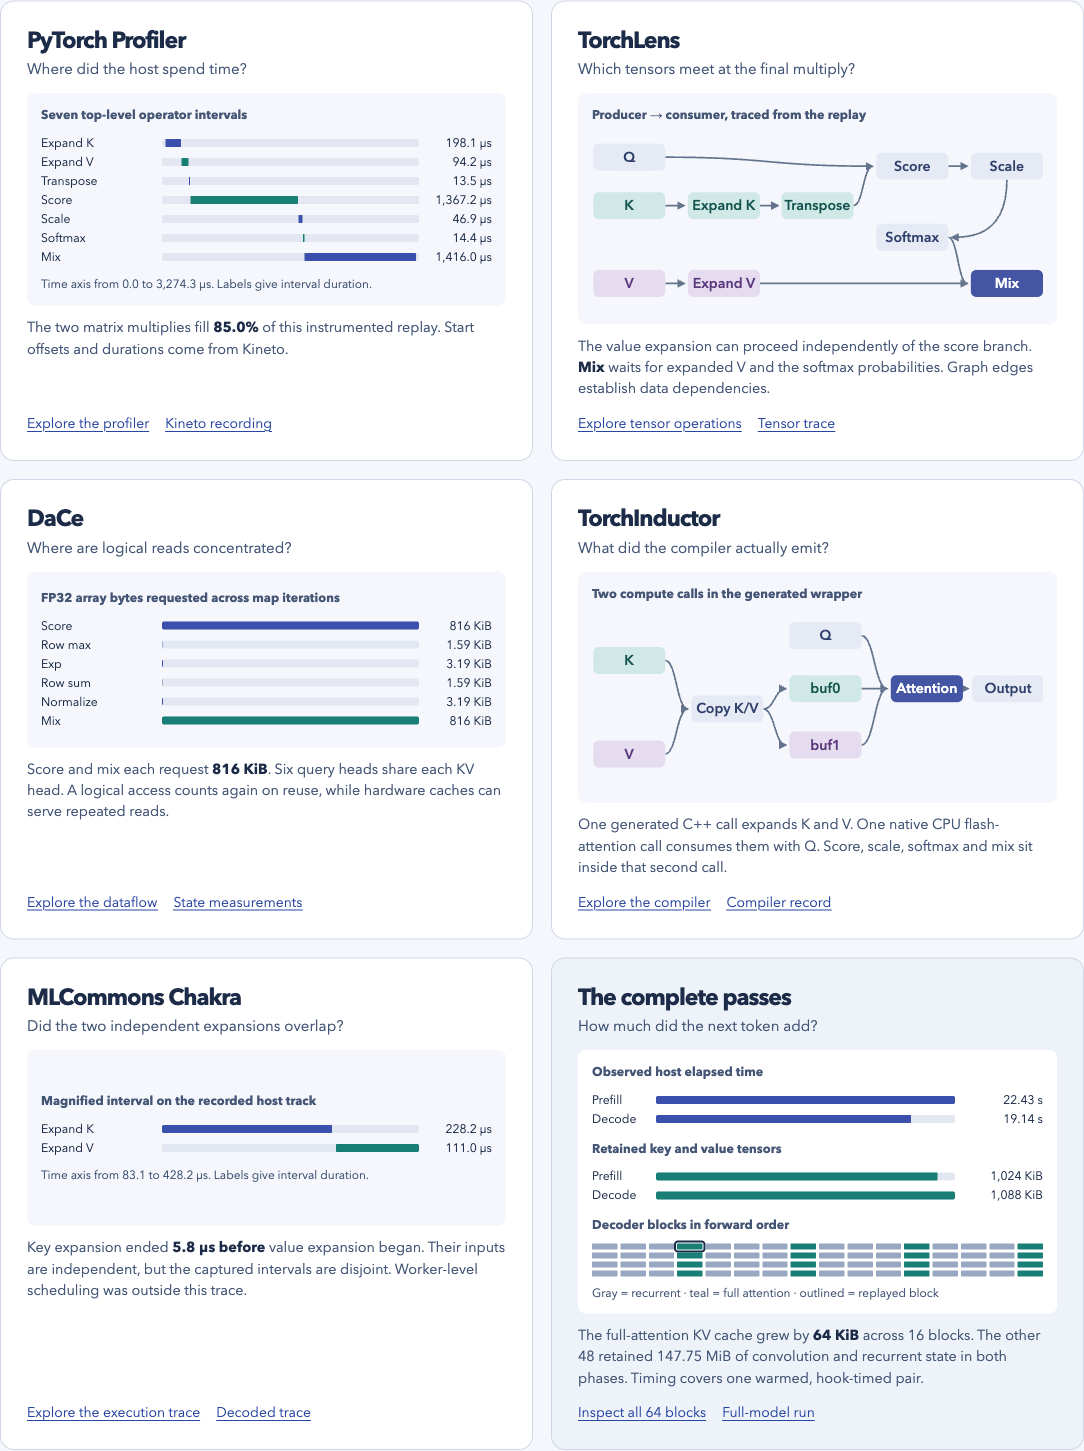 PyTorch Profiler
Where did the host spend time?
Seven top-level operator intervals
Expand K 198.1 µs
Expand V 94.2 µs
Transpose 13.5 µs
Score 1,367.2 µs
Scale 46.9 µs
Softmax 14.4 µs
Mix 1,416.0 µs
Time axis from 0.0 to 3,274.3 µs. Labels give interval duration.
The two matrix multiplies fill 85.0% of this instrumented replay. Start
offsets and durations come from Kineto.
Explore the profiler Kineto recording
TorchLens
Which tensors meet at the final multiply?
Producer → consumer, traced from the replay
Q
Score
Scale
K
Expand K
Transpose
Softmax
V
Expand V
Mix
The value expansion can proceed independently of the score branch.
Mix waits for expanded V and the softmax probabilities. Graph edges
establish data dependencies.
Explore tensor operations Tensor trace
DaCe
Where are logical reads concentrated?
FP32 array bytes requested across map iterations
Score 816 KiB
Row max 1.59 KiB
Exp 3.19 KiB
Row sum 1.59 KiB
Normalize 3.19 KiB
Mix 816 KiB
Score and mix each request 816 KiB. Six query heads share each KV
head. A logical access counts again on reuse, while hardware caches can
serve repeated reads.
Explore the dataflow State measurements
TorchInductor
What did the compiler actually emit?
Two compute calls in the generated wrapper
Q
K
buf0
Attention
Output
Copy K/V
buf1
V
One generated C++ call expands K and V. One native CPU flash-
attention call consumes them with Q. Score, scale, softmax and mix sit
inside that second call.
Explore the compiler Compiler record
MLCommons Chakra
Did the two independent expansions overlap?
Magnified interval on the recorded host track
Expand K 228.2 µs
Expand V 111.0 µs
Time axis from 83.1 to 428.2 µs. Labels give interval duration.
Key expansion ended 5.8 µs before value expansion began. Their inputs
are independent, but the captured intervals are disjoint. Worker-level
scheduling was outside this trace.
Explore the execution trace Decoded trace
The complete passes
How much did the next token add?
Observed host elapsed time
Prefill 22.43 s
Decode 19.14 s
Retained key and value tensors
Prefill 1,024 KiB
Decode 1,088 KiB
Decoder blocks in forward order
Gray = recurrent · teal = full attention · outlined = replayed block
The full-attention KV cache grew by 64 KiB across 16 blocks. The other
48 retained 147.75 MiB of convolution and recurrent state in both
phases. Timing covers one warmed, hook-timed pair.
Inspect all 64 blocks Full-model run